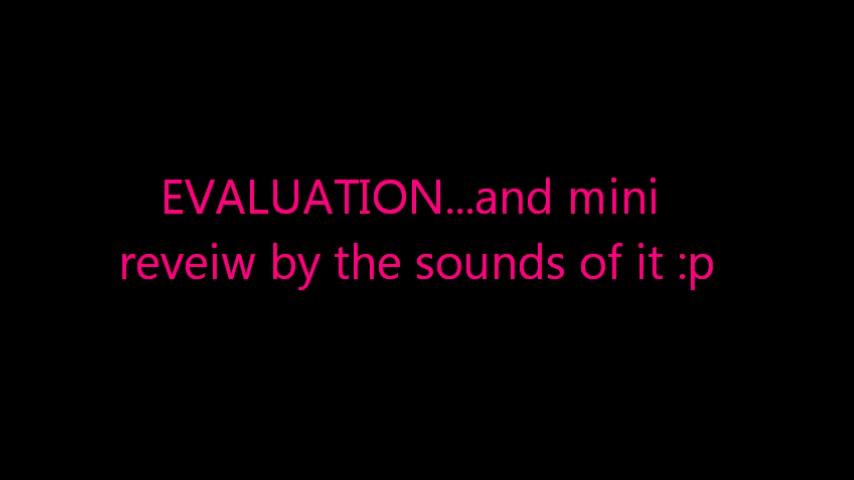 EVALUATION...and mini
reveiw by the sounds of it :p